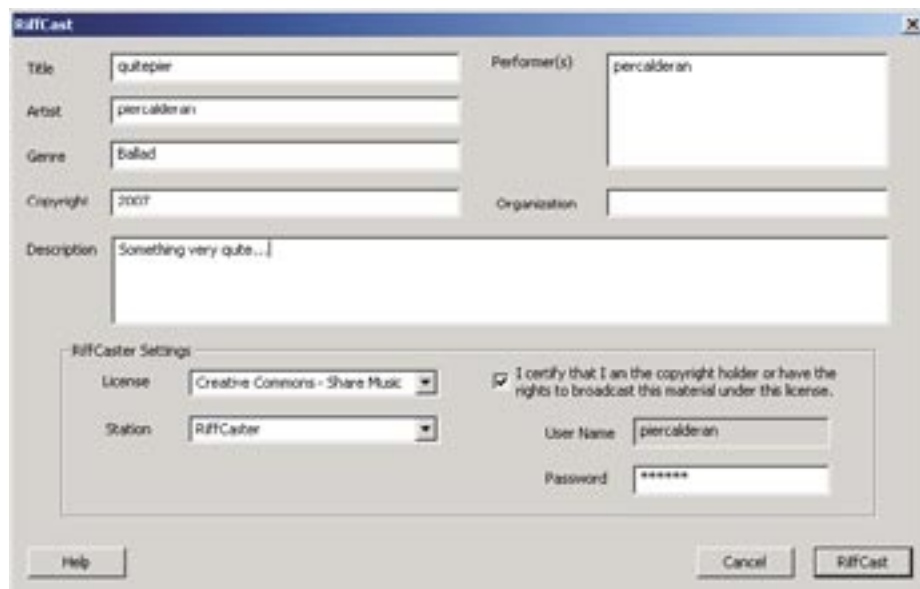 RiffCast
Title
quitepier
Performer(s)
piercalderan
Artist
piercalderan
Genre
Ballad
Copyright
2007
Organization
Description
Something very quite...
RiffCaster Settings
License
Creative Commons - Share Music
I certify that I am the copyright holder or have the
rights to broadcast this material under this license.
Station
RiffCaster
User Name
piercalderan
Password
******
Help
Cancel
RiffCast